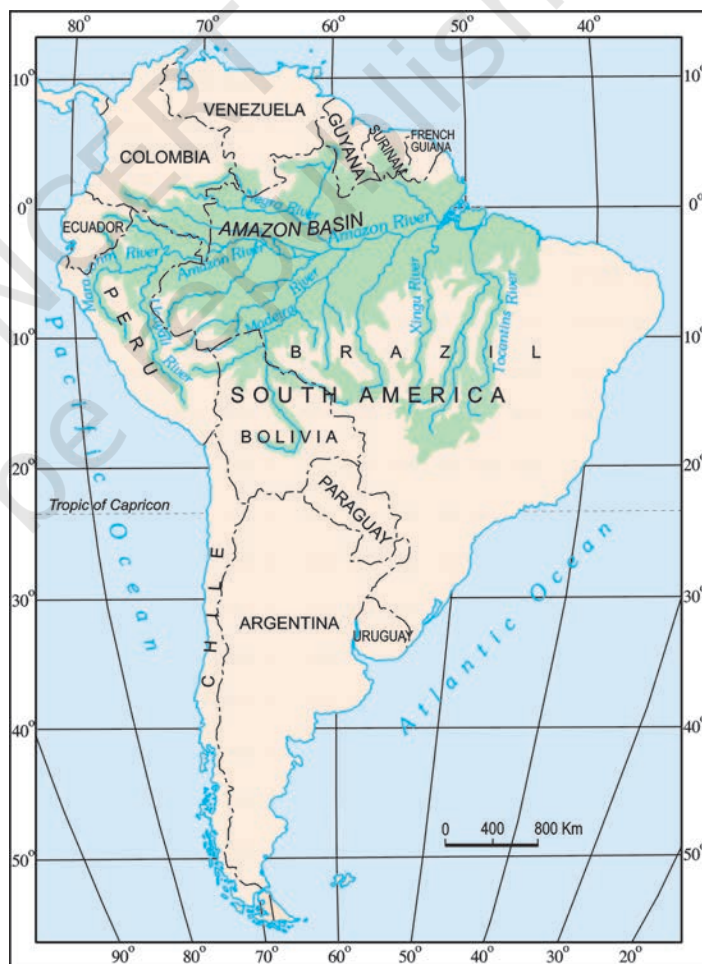 80° 70° 60° 50° 40°
10° 10°
VENEZUELA
GUYANA
SURINAM
FRENCH
GUIANA
COLOMBIA
Negro River
0° 0°
ECUADOR
AMAZON BASIN
Amazon River
Amazon River
River
Madeira River
Xingu River
Tocantins River
River
PERU
10° 10°
BRAZIL
SOUTH AMERICA
BOLIVIA
20° 20°
Tropic of Capricon
PARAGUAY
Pacific Ocean
CHILLE
30° 30°
ARGENTINA
URUGUAY
Atlantic Ocean
40° 40°
0 400 800 Km
50° 50°
90° 80° 70° 60° 50° 40° 30° 20°
NCERT